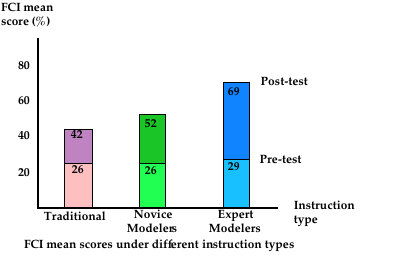 FCI mean
score (%)
80
60
40
20
42
26
52
26
69
29
Post-test
Pre-test
Traditional
Novice
Modelers
Expert
Modelers
Instruction
type
FCI mean scores under different instruction types